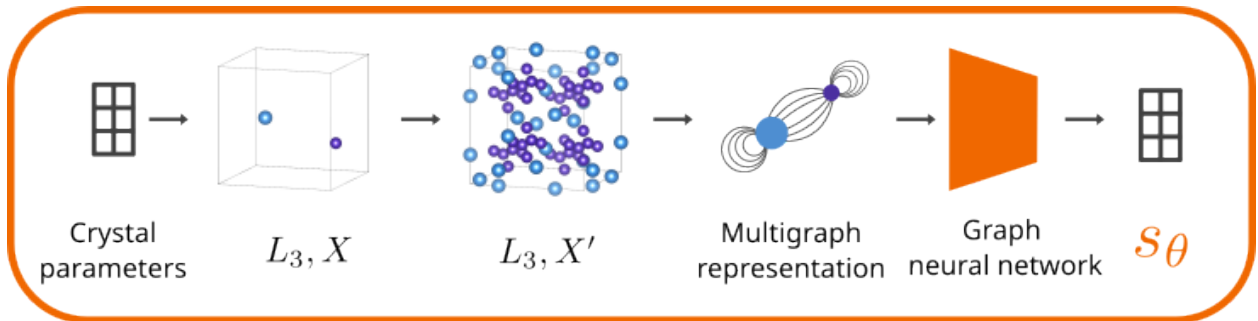 Crystal
parameters
L₃, X
L₃, X′
Multigraph
representation
Graph
neural network
s_θ